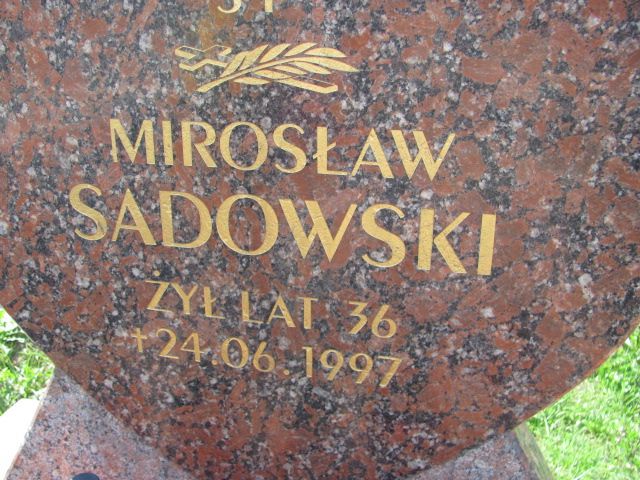 MIROSŁAW
SADOWSKI
ŻYŁ LAT 36
✝24.06.1997